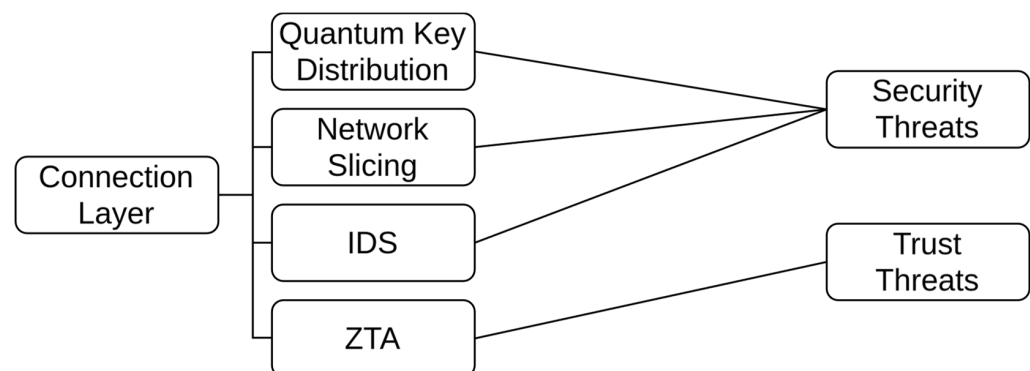 Connection
Layer
Quantum Key
Distribution
Network
Slicing
IDS
ZTA
Security
Threats
Trust
Threats